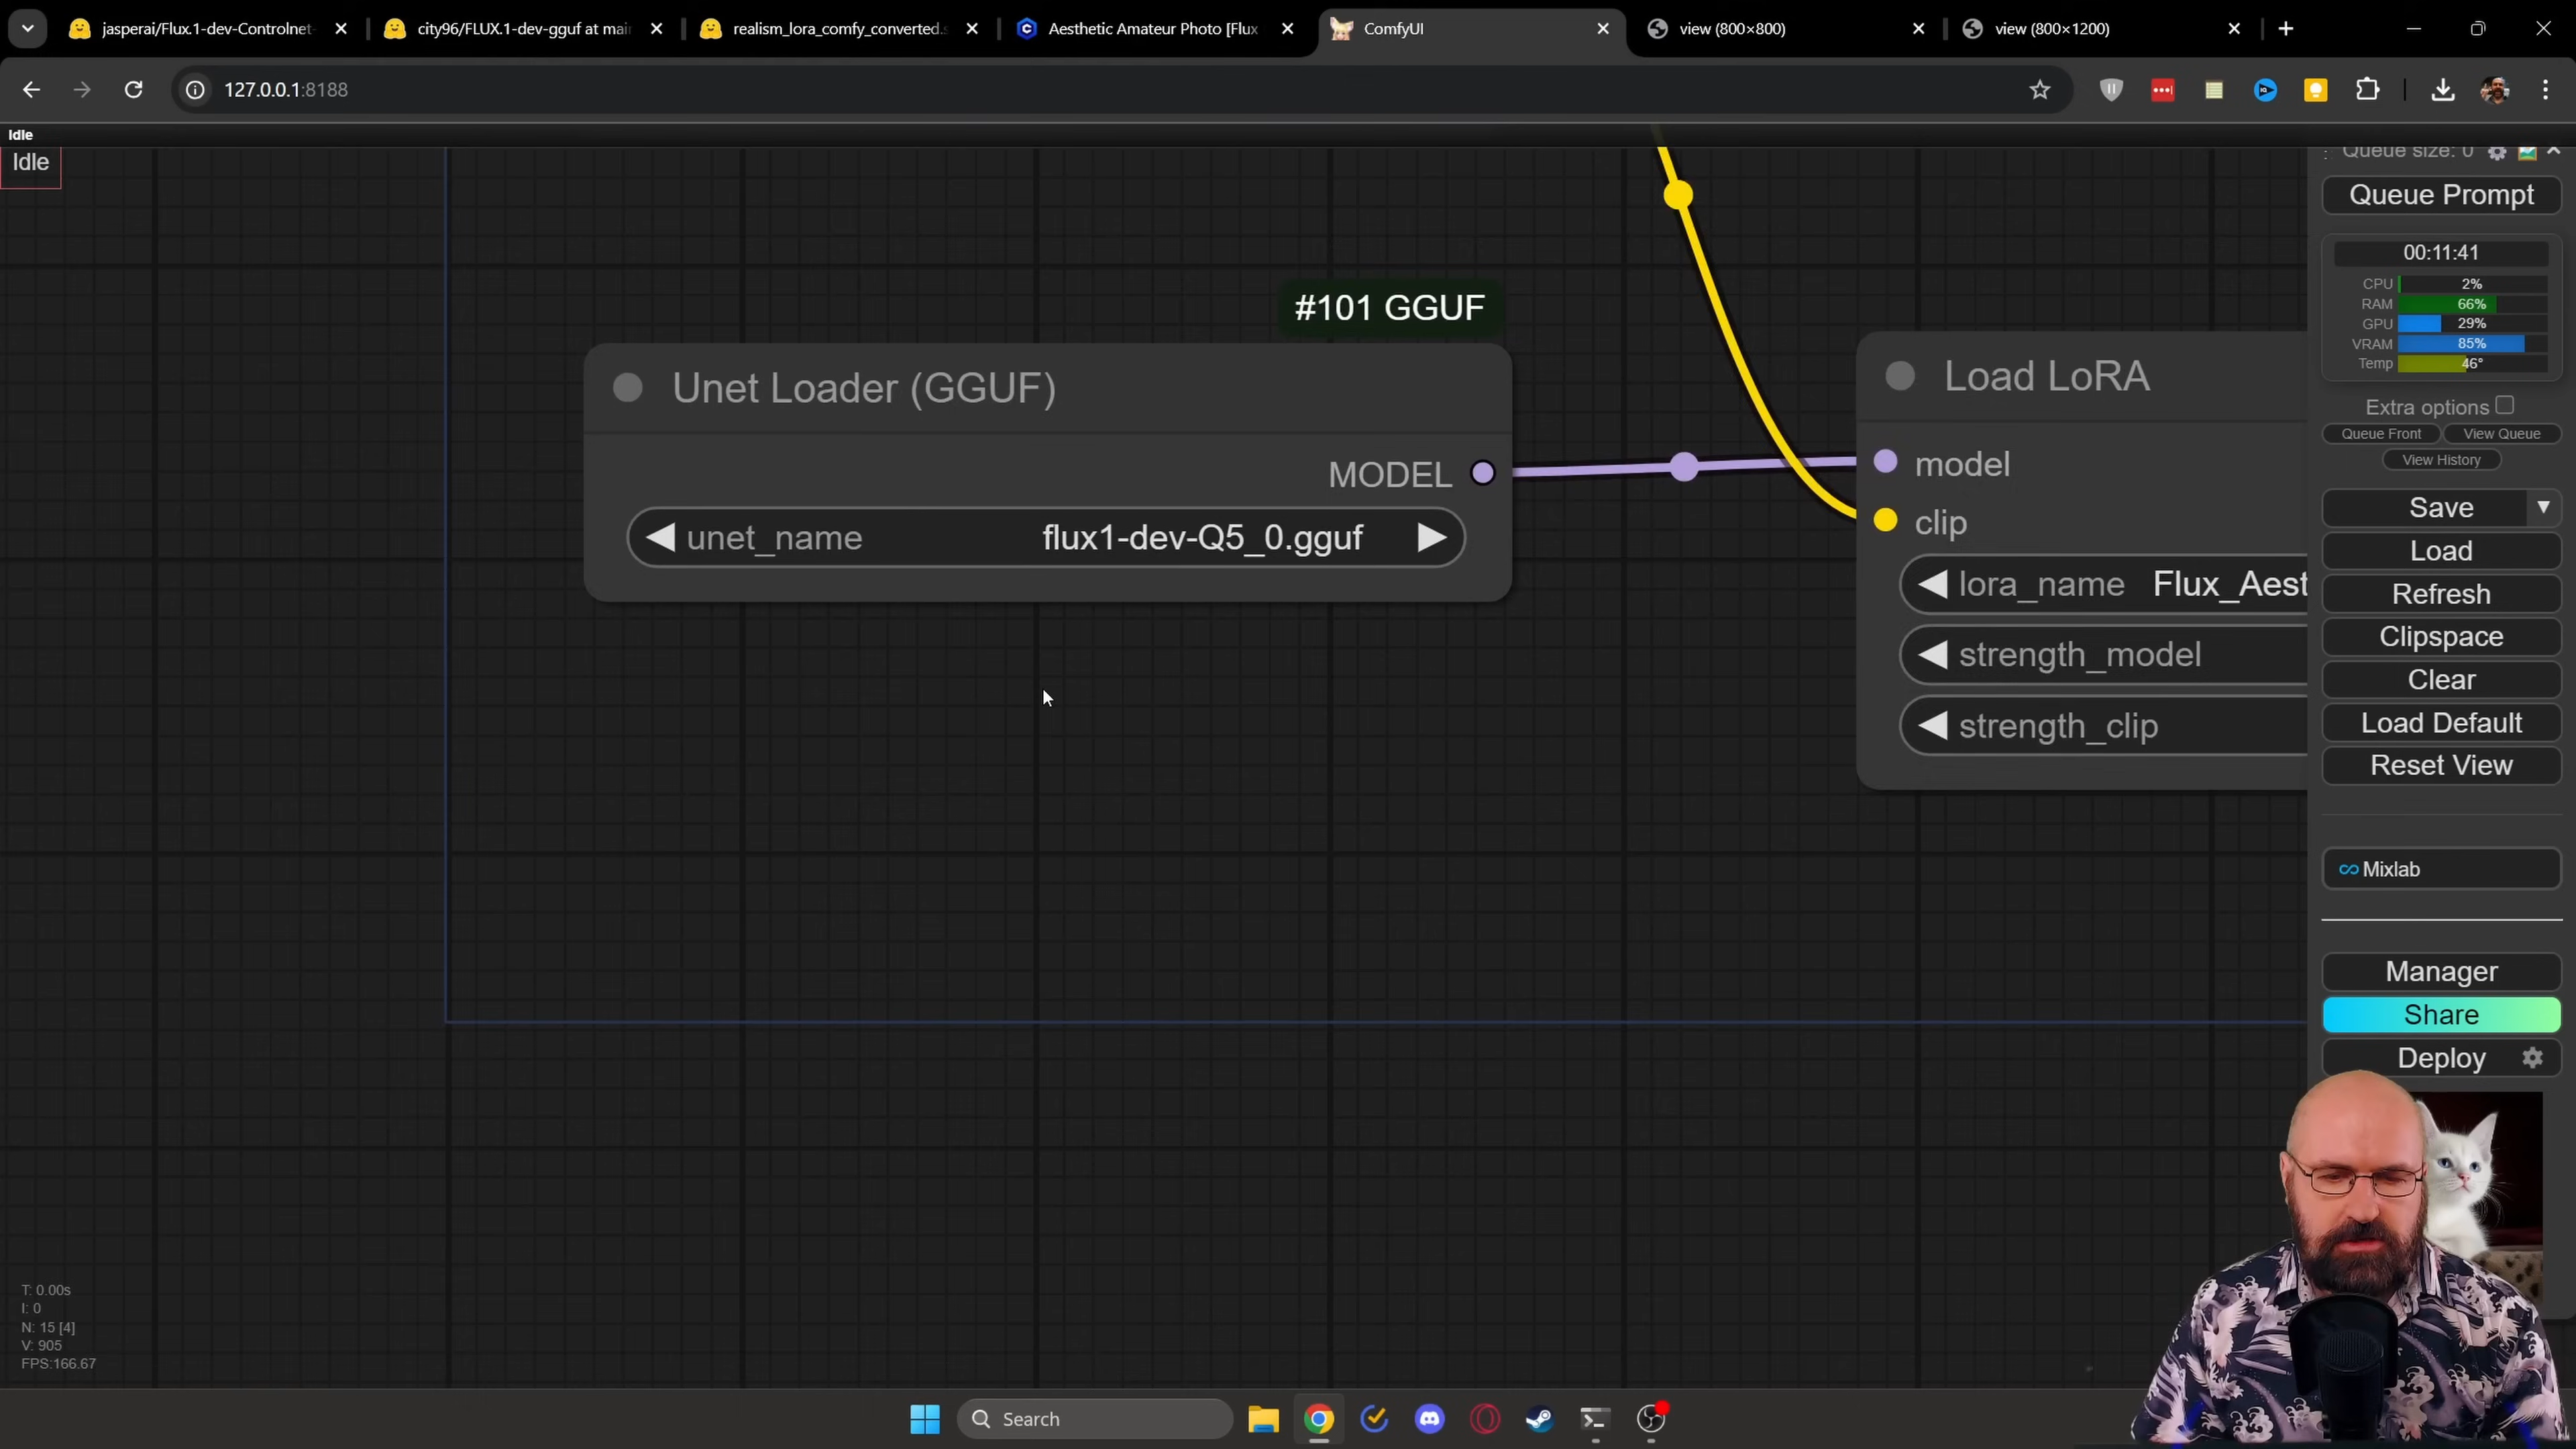 jasperai/Flux.1-dev-Controlnet-
city96/FLUX.1-dev-gguf at main
realism_lora_comfy_converted.s
Aesthetic Amateur Photo [Flux
ComfyUI
view (800×800)
view (800×1200)
127.0.0.1:8188
Idle
Idle
Queue size: 0
Queue Prompt
00:11:41
CPU 2%
RAM 66%
GPU 29%
VRAM 85%
Temp 46°
Extra options
Queue Front
View Queue
View History
Save
Load
Refresh
Clipspace
Clear
Load Default
Reset View
Mixlab
Manager
Share
Deploy
#101 GGUF
Unet Loader (GGUF)
MODEL
unet_name flux1-dev-Q5_0.gguf
Load LoRA
model
clip
lora_name Flux_Aest
strength_model
strength_clip
T: 0.00s
I: 0
N: 15 [4]
V: 905
FPS:166.67
Search